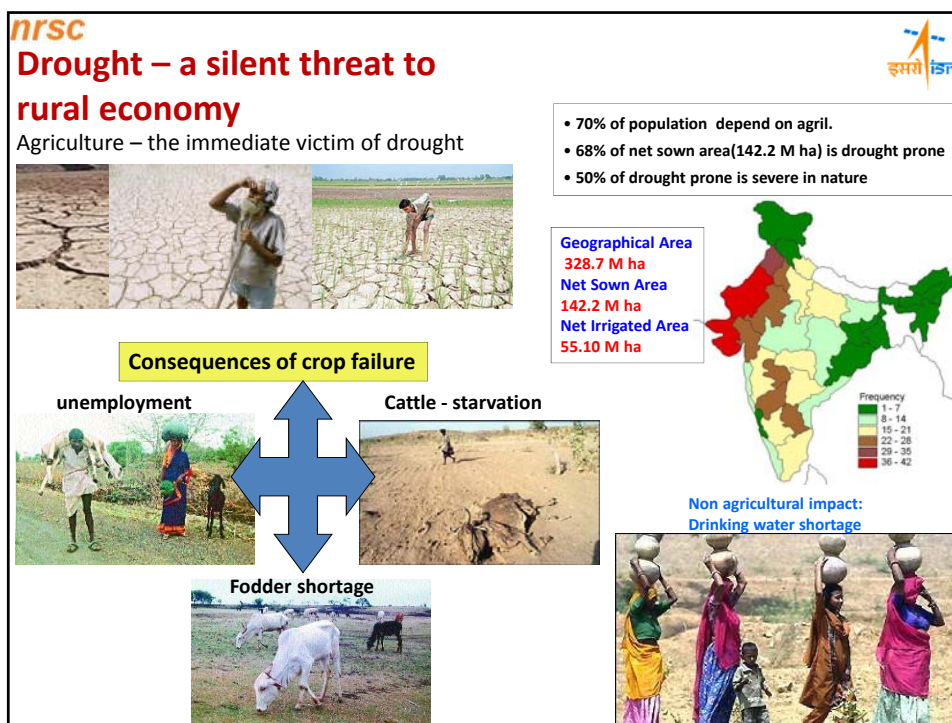 nrsc
Drought – a silent threat to
rural economy
Agriculture – the immediate victim of drought
इसरो isro
• 70% of population depend on agril.
• 68% of net sown area(142.2 M ha) is drought prone
• 50% of drought prone is severe in nature
Geographical Area
328.7 M ha
Net Sown Area
142.2 M ha
Net Irrigated Area
55.10 M ha
Frequency
1 - 7
8 - 14
15 - 21
22 - 28
29 - 35
36 - 42
Consequences of crop failure
unemployment
Cattle - starvation
Fodder shortage
Non agricultural impact:
Drinking water shortage